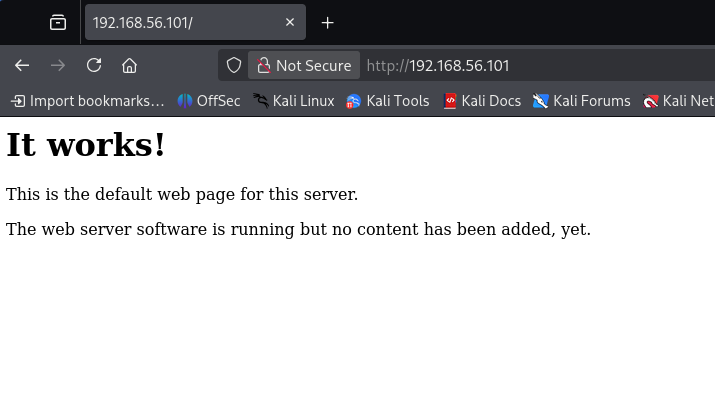 192.168.56.101/
Not Secure http://192.168.56.101
Import bookmarks... OffSec Kali Linux Kali Tools Kali Docs Kali Forums Kali Net
It works!
This is the default web page for this server.
The web server software is running but no content has been added, yet.